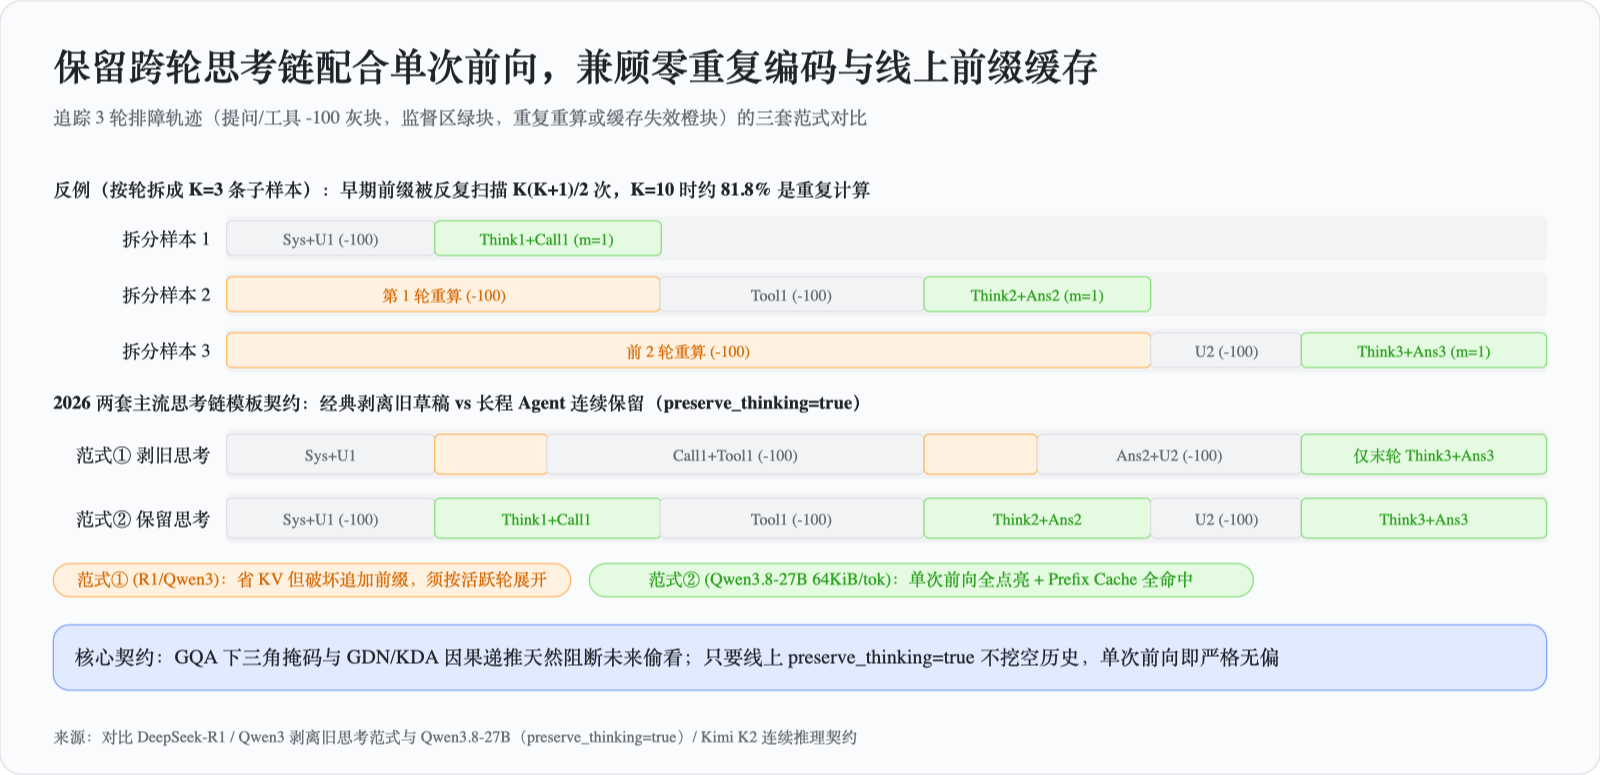 保留跨轮思考链配合单次前向，兼顾零重复编码与线上前缀缓存
追踪 3 轮排障轨迹（提问/工具 -100 灰块，监督区绿块，重复重算或缓存失效橙块）的三套范式对比
反例（按轮拆成 K=3 条子样本）：早期前缀被反复扫描 K(K+1)/2 次，K=10 时约 81.8% 是重复计算
拆分样本 1
Sys+U1 (-100)
Think1+Call1 (m=1)
拆分样本 2
第 1 轮重算 (-100)
Tool1 (-100)
Think2+Ans2 (m=1)
拆分样本 3
前 2 轮重算 (-100)
U2 (-100)
Think3+Ans3 (m=1)
2026 两套主流思考链模板契约：经典剥离旧草稿 vs 长程 Agent 连续保留（preserve_thinking=true）
范式① 剥旧思考
Sys+U1
Call1+Tool1 (-100)
Ans2+U2 (-100)
仅末轮 Think3+Ans3
范式② 保留思考
Sys+U1 (-100)
Think1+Call1
Tool1 (-100)
Think2+Ans2
U2 (-100)
Think3+Ans3
范式① (R1/Qwen3)：省 KV 但破坏追加前缀，须按活跃轮展开
范式② (Qwen3.8-27B 64KiB/tok)：单次前向全点亮 + Prefix Cache 全命中
核心契约：GQA 下三角掩码与 GDN/KDA 因果递推天然阻断未来偷看；只要线上 preserve_thinking=true 不挖空历史，单次前向即严格无偏
来源：对比 DeepSeek-R1 / Qwen3 剥离旧思考范式与 Qwen3.8-27B（preserve_thinking=true）/ Kimi K2 连续推理契约